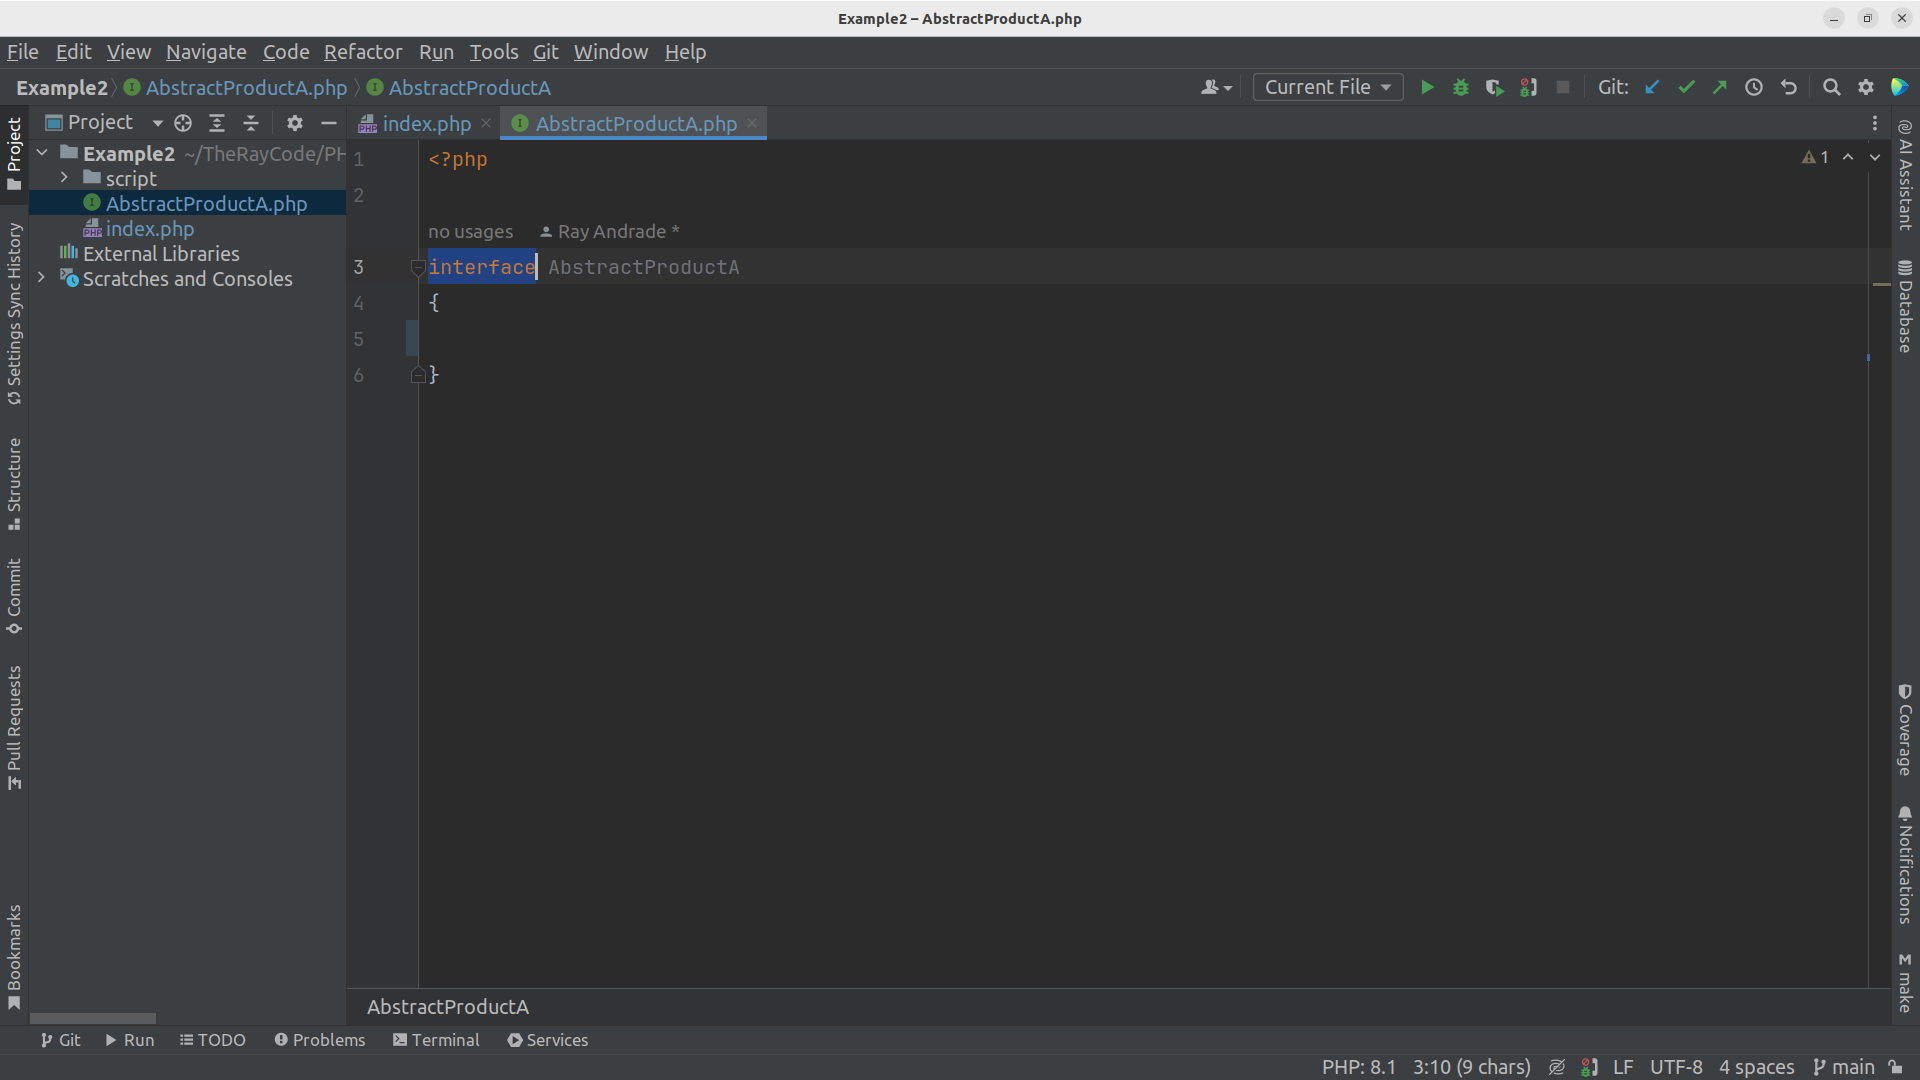 Example2 – AbstractProductA.php
File Edit View Navigate Code Refactor Run Tools Git Window Help
Example2 AbstractProductA.php AbstractProductA Current File Git:
Project
index.php
AbstractProductA.php
Example2 ~/TheRayCode/PH
script
AbstractProductA.php
index.php
External Libraries
Scratches and Consoles
Project
Settings Sync History
Structure
Commit
Pull Requests
Bookmarks
1 <?php
2
no usages Ray Andrade *
3 interface AbstractProductA
4 {
5
6 }
1
AI Assistant
Database
Coverage
Notifications
make
AbstractProductA
Git Run TODO Problems Terminal Services
PHP: 8.1 3:10 (9 chars) LF UTF-8 4 spaces main